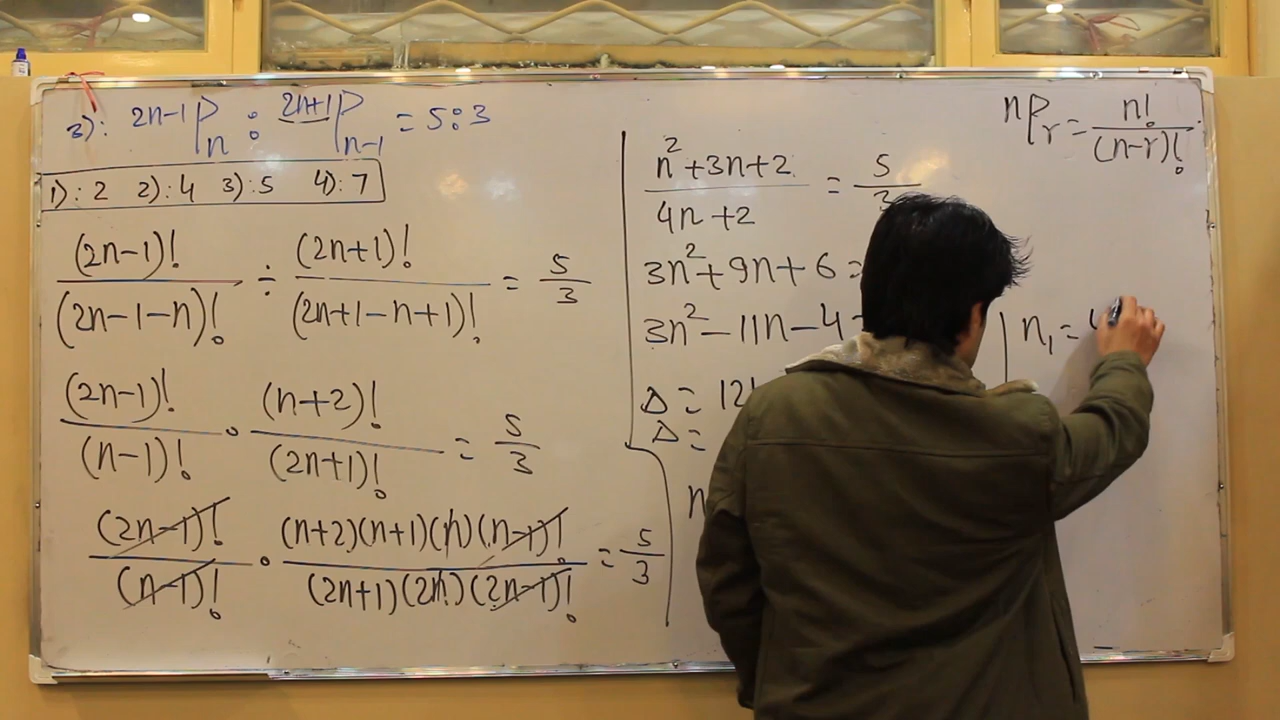 3): 2n-1Pn : 2n+1Pn-1 = 5:3
1): 2 2): 4 3): 5 4): 7
(2n-1)! / (2n-1-n)! ÷ (2n+1)! / (2n+1-n+1)! = 5/3
(2n-1)! / (n-1)! . (n+2)! / (2n+1)! = 5/3
(2n-1)! / (n-1)! . (n+2)(n+1)(n)(n-1)! / (2n+1)(2n)(2n-1)! = 5/3
n²+3n+2 / 4n+2 = 5/3
3n²+9n+6=
3n²-11n-4=
Δ= 12
Δ=
n
nPr = n! / (n-r)!
n₁=